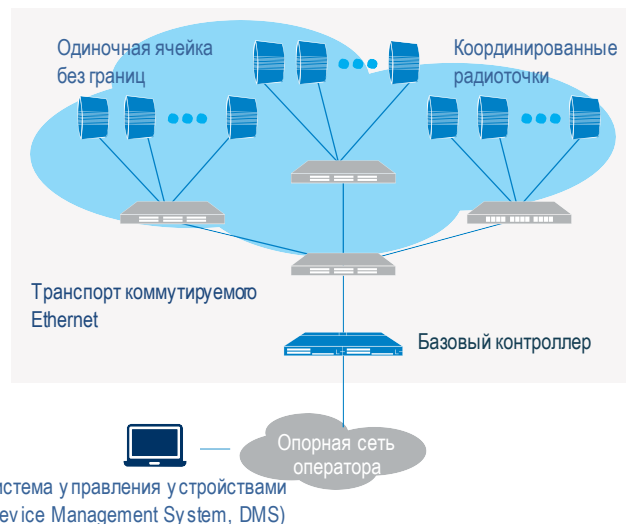 Одиночная ячейка
без границ
Координированные
радиоточки
Транспорт коммутируемого
Ethernet
Базовый контроллер
Опорная сеть
оператора
истема управления устройствами
evice Management System, DMS)